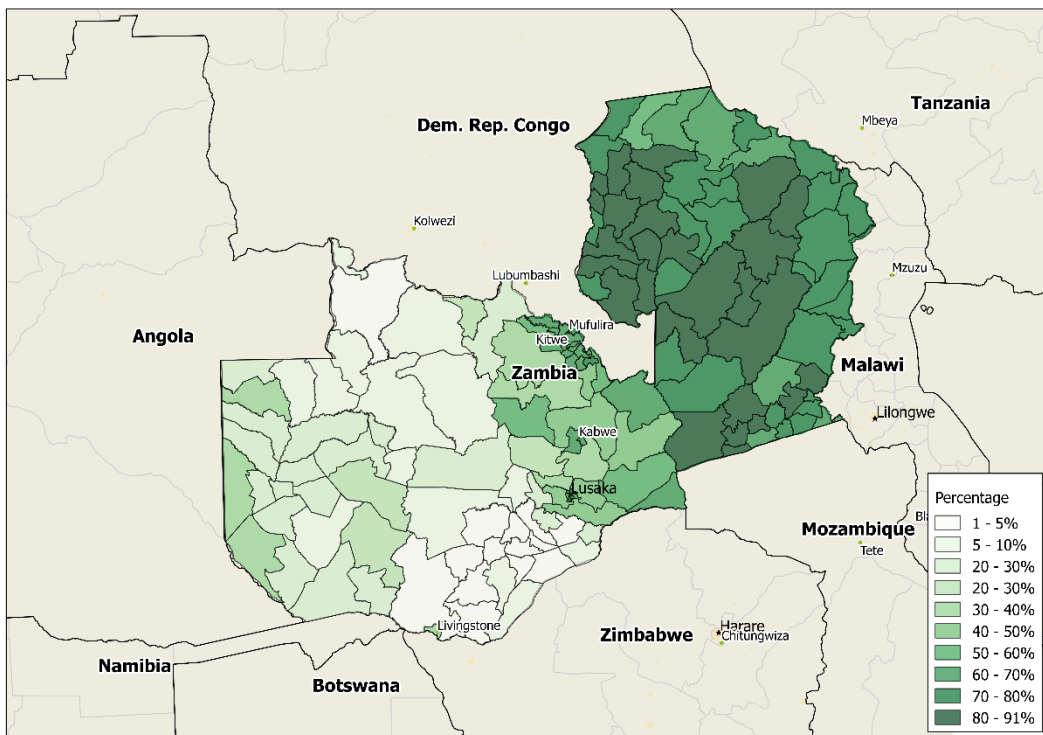 Tanzania
Mbeya
Dem. Rep. Congo
Kolwezi
Lubumbashi
Mzuzu
Mufulira
Angola
Kitwe
Zambia
Malawi
Lilongwe
Kabwe
Lusaka
Mozambique
Bla
Tete
Livingstone
Zimbabwe
Harare
Chitungwiza
Namibia
Botswana
Percentage
1 - 5%
5 - 10%
20 - 30%
20 - 30%
30 - 40%
40 - 50%
50 - 60%
60 - 70%
70 - 80%
80 - 91%